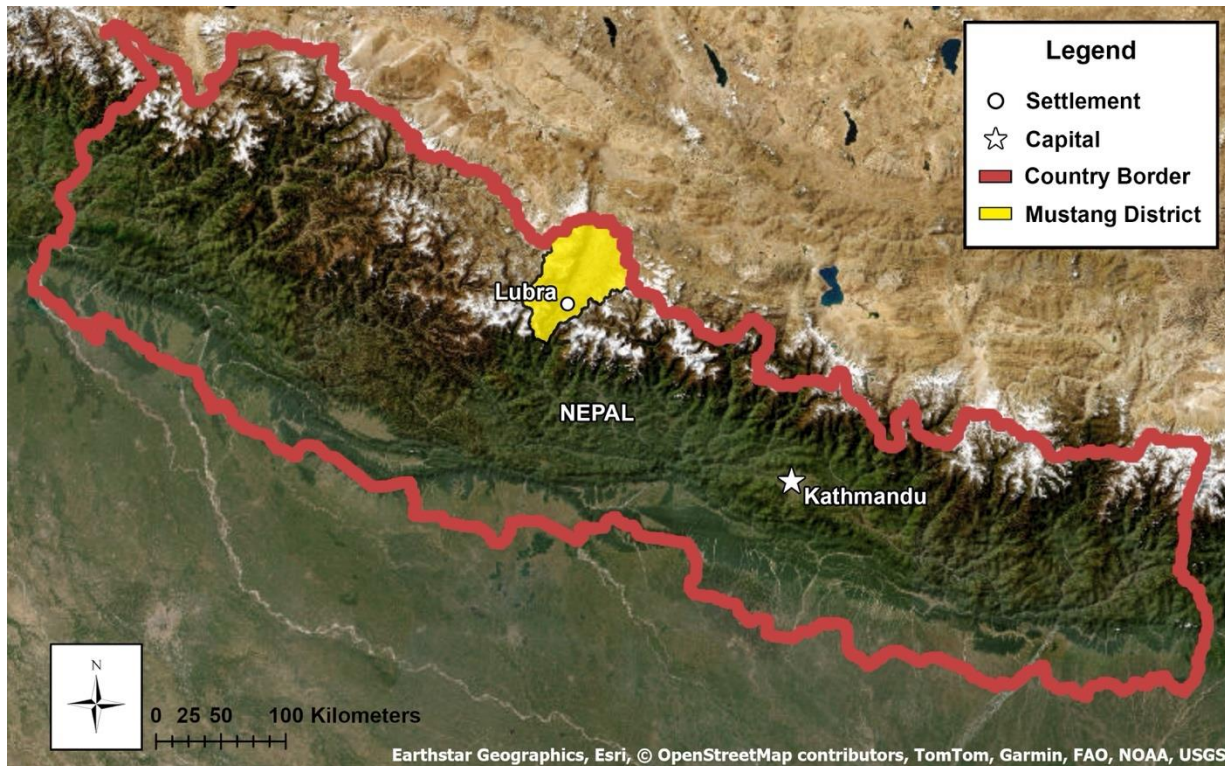 Legend
Settlement
Capital
Country Border
Mustang District
Lubra
NEPAL
Kathmandu
N
0 25 50 100 Kilometers
Earthstar Geographics, Esri, © OpenStreetMap contributors, TomTom, Garmin, FAO, NOAA, USGS